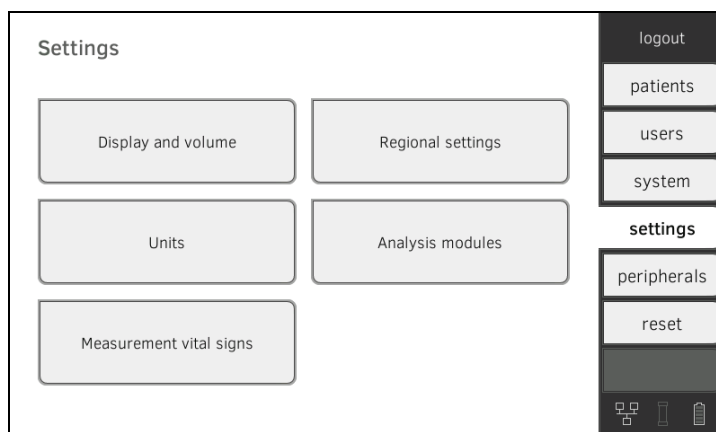 Settings
Display and volume
Regional settings
Units
Analysis modules
Measurement vital signs
logout
patients
users
system
settings
peripherals
reset